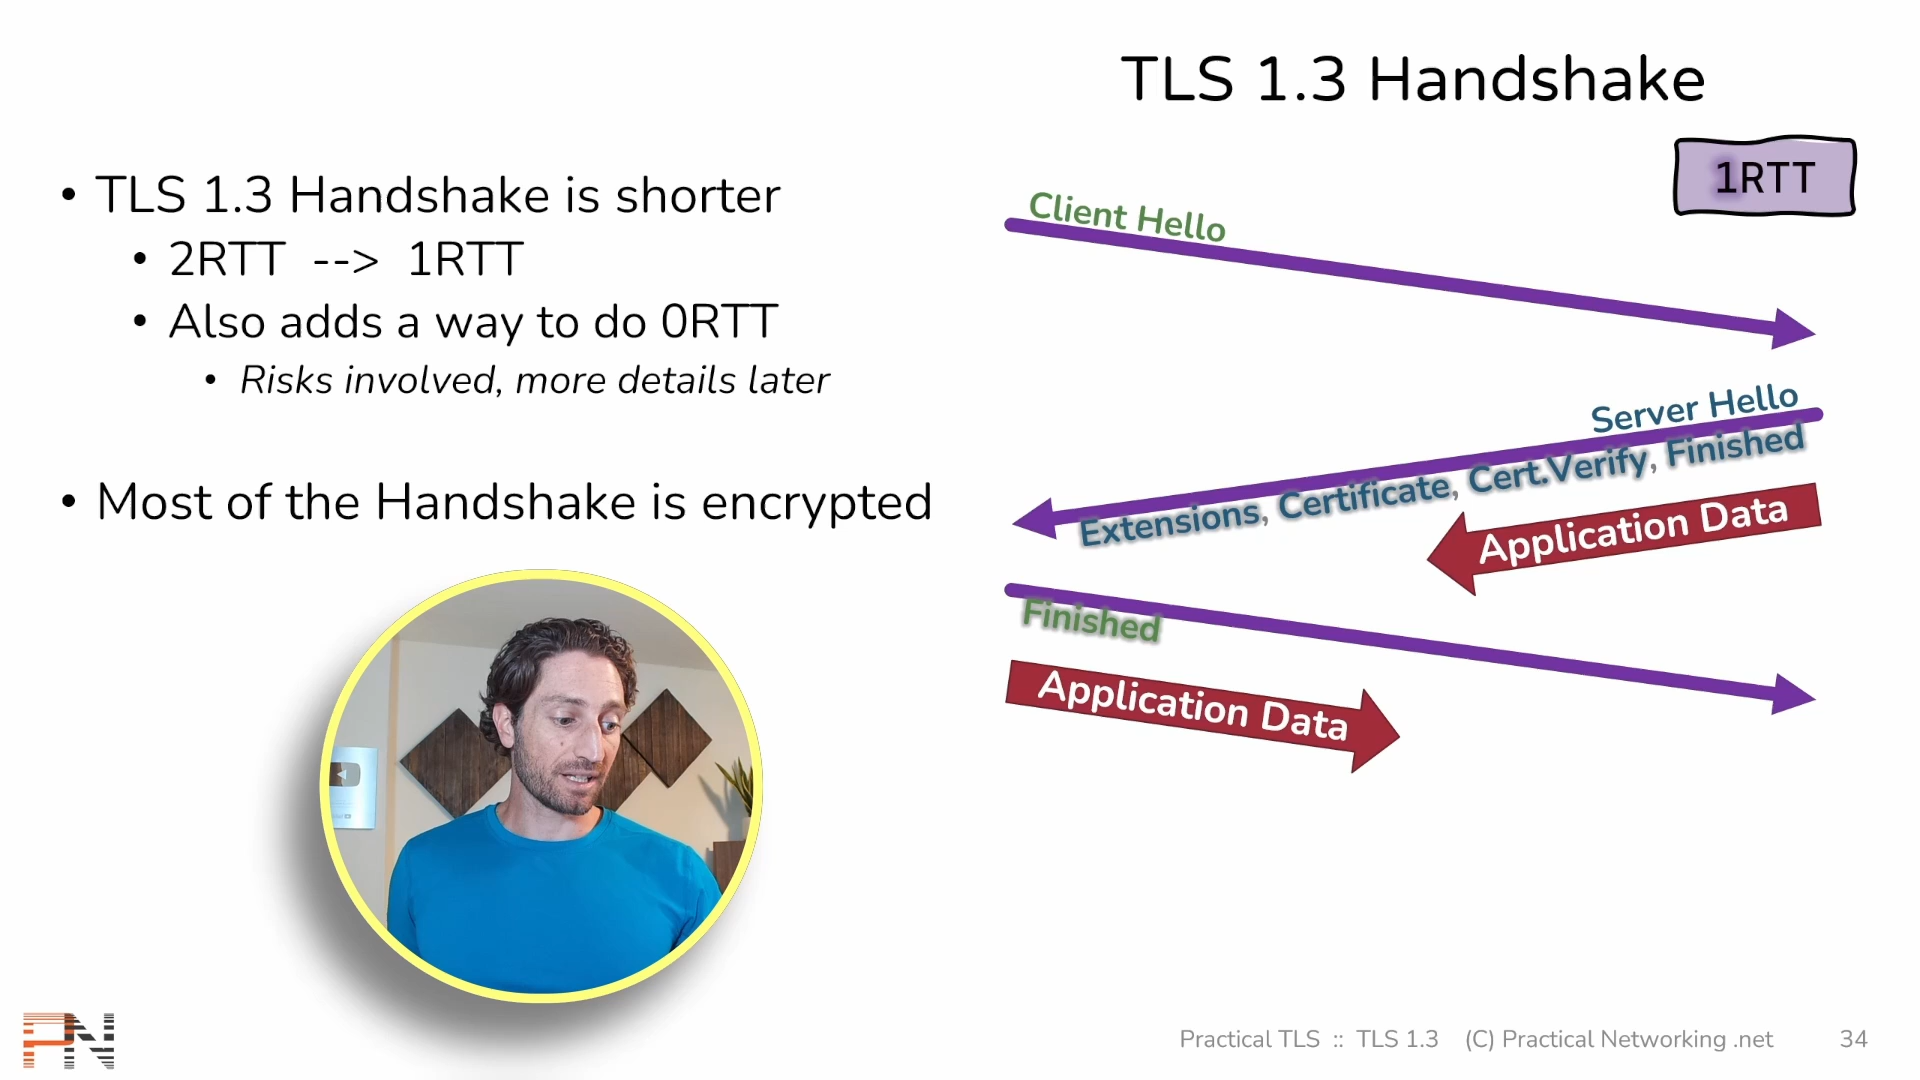 TLS 1.3 Handshake
• TLS 1.3 Handshake is shorter
• 2RTT --> 1RTT
• Also adds a way to do 0RTT
• Risks involved, more details later
• Most of the Handshake is encrypted
1RTT
Client Hello
Server Hello
Extensions, Certificate, Cert.Verify, Finished
Application Data
Finished
Application Data
PN
Practical TLS :: TLS 1.3 (C) Practical Networking .net
34